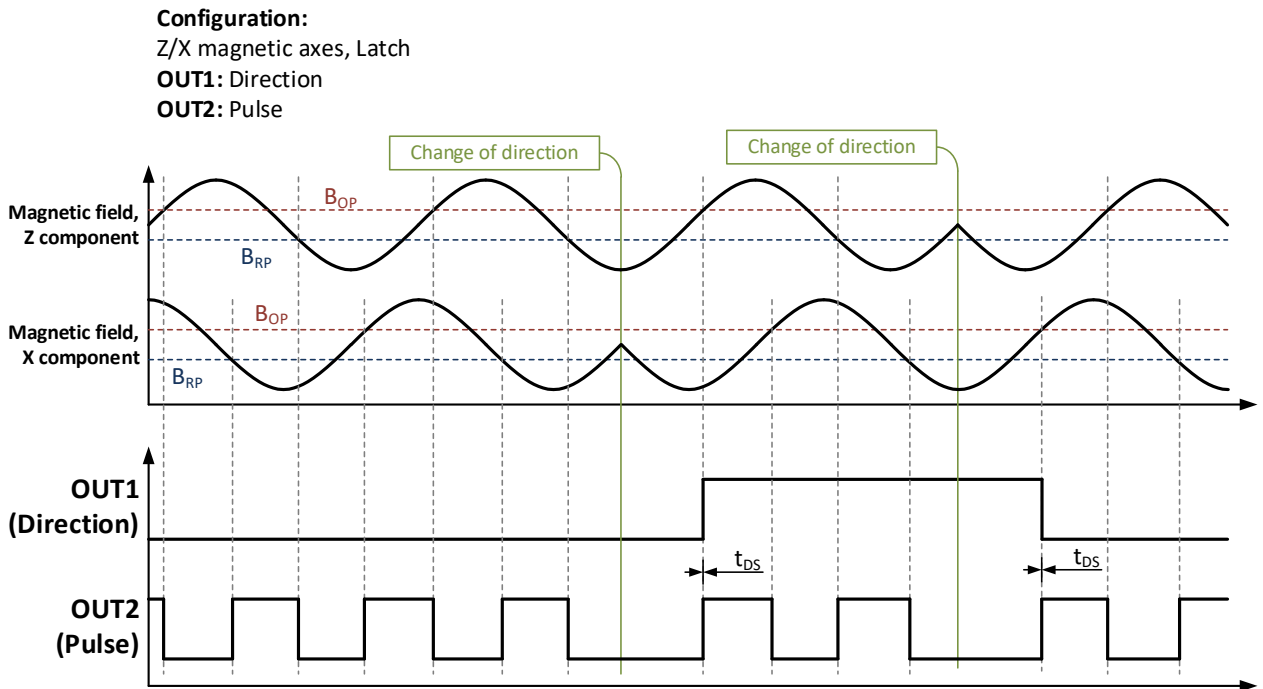 Configuration:
Z/X magnetic axes, Latch
OUT1: Direction
OUT2: Pulse
Change of direction
Change of direction
Magnetic field,
Z component
BOP
BRP
Magnetic field,
X component
BOP
BRP
OUT1
(Direction)
tDS
tDS
OUT2
(Pulse)